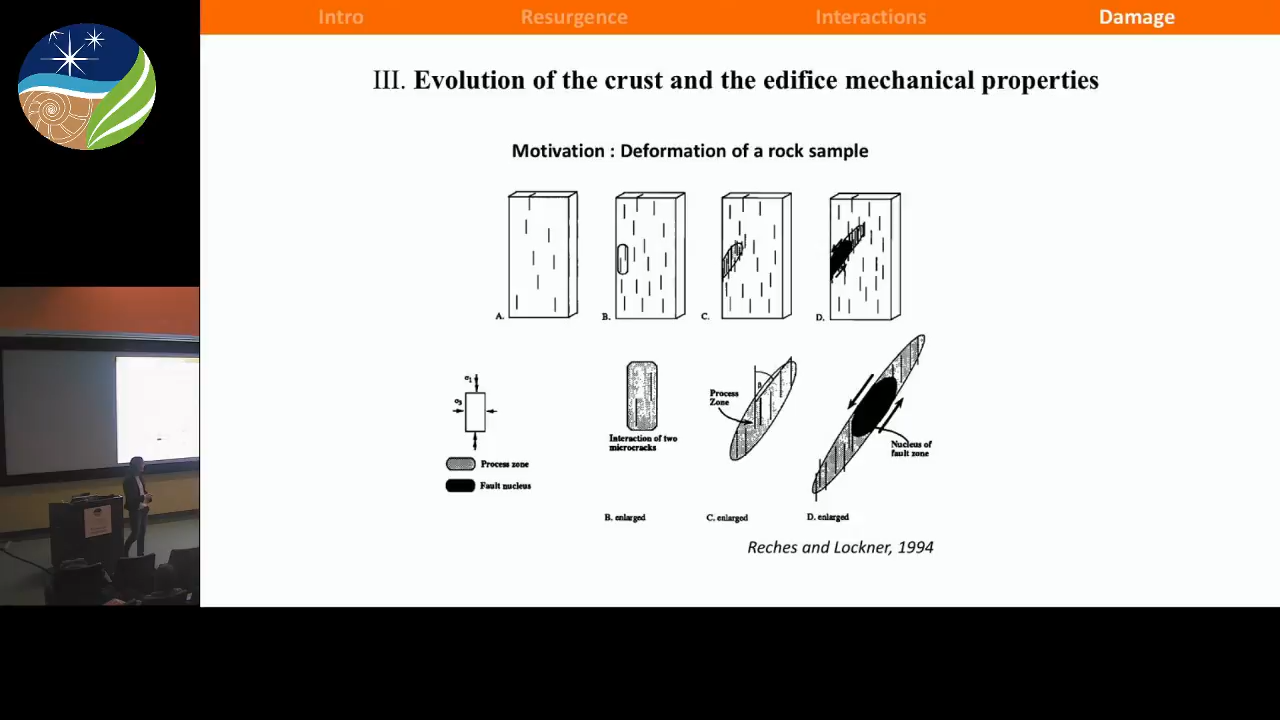 Intro Resurgence Interactions Damage
III. Evolution of the crust and the edifice mechanical properties
Motivation : Deformation of a rock sample
A. B. C. D.
σ1
σ3
Process zone
Fault nucleus
Interaction of two
microcracks
B. enlarged
Process
Zone
C. enlarged
Nucleus of
fault zone
D. enlarged
Reches and Lockner, 1994